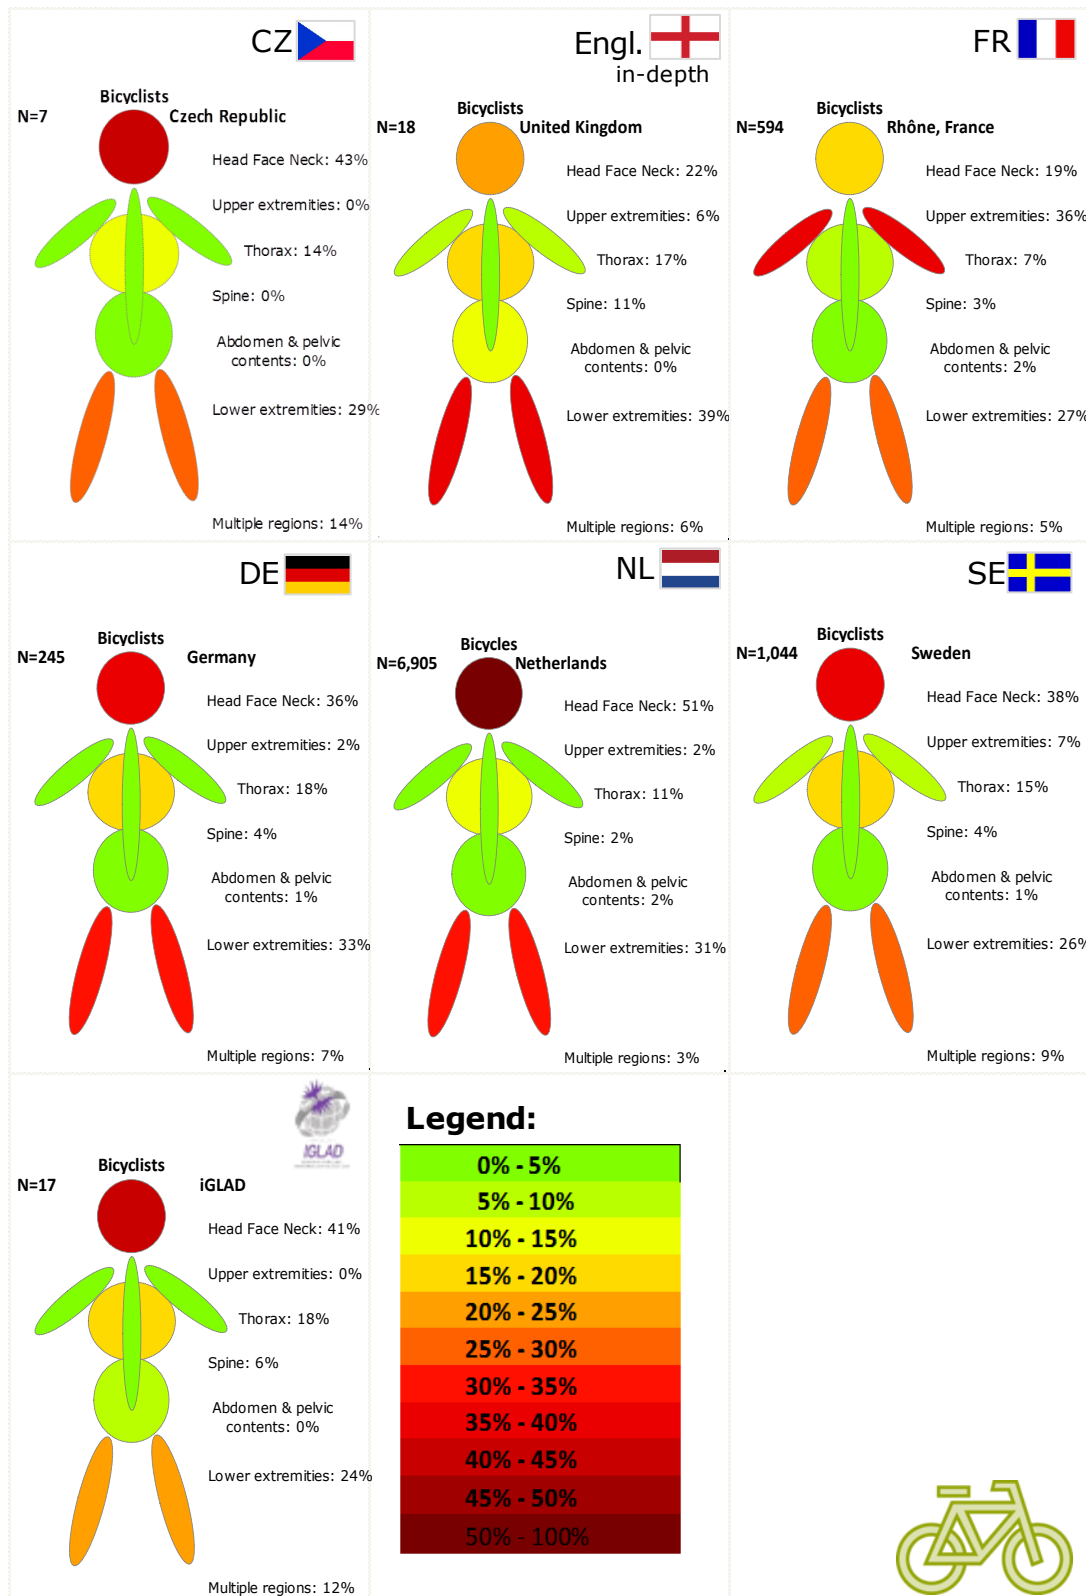 CZ
Bicyclists
N=7
Czech Republic
Head Face Neck: 43%
Upper extremities: 0%
Thorax: 14%
Spine: 0%
Abdomen & pelvic
contents: 0%
Lower extremities: 29%
Multiple regions: 14%
Engl.
in-depth
Bicyclists
N=18
United Kingdom
Head Face Neck: 22%
Upper extremities: 6%
Thorax: 17%
Spine: 11%
Abdomen & pelvic
contents: 0%
Lower extremities: 39%
Multiple regions: 6%
FR
Bicyclists
N=594
Rhône, France
Head Face Neck: 19%
Upper extremities: 36%
Thorax: 7%
Spine: 3%
Abdomen & pelvic
contents: 2%
Lower extremities: 27%
Multiple regions: 5%
DE
Bicyclists
N=245
Germany
Head Face Neck: 36%
Upper extremities: 2%
Thorax: 18%
Spine: 4%
Abdomen & pelvic
contents: 1%
Lower extremities: 33%
Multiple regions: 7%
NL
Bicycles
N=6,905
Netherlands
Head Face Neck: 51%
Upper extremities: 2%
Thorax: 11%
Spine: 2%
Abdomen & pelvic
contents: 2%
Lower extremities: 31%
Multiple regions: 3%
SE
Bicyclists
N=1,044
Sweden
Head Face Neck: 38%
Upper extremities: 7%
Thorax: 15%
Spine: 4%
Abdomen & pelvic
contents: 1%
Lower extremities: 26%
Multiple regions: 9%
IGLAD
Bicyclists
N=17
iGLAD
Head Face Neck: 41%
Upper extremities: 0%
Thorax: 18%
Spine: 6%
Abdomen & pelvic
contents: 0%
Lower extremities: 24%
Multiple regions: 12%
Legend:
0% - 5%
5% - 10%
10% - 15%
15% - 20%
20% - 25%
25% - 30%
30% - 35%
35% - 40%
40% - 45%
45% - 50%
50% - 100%